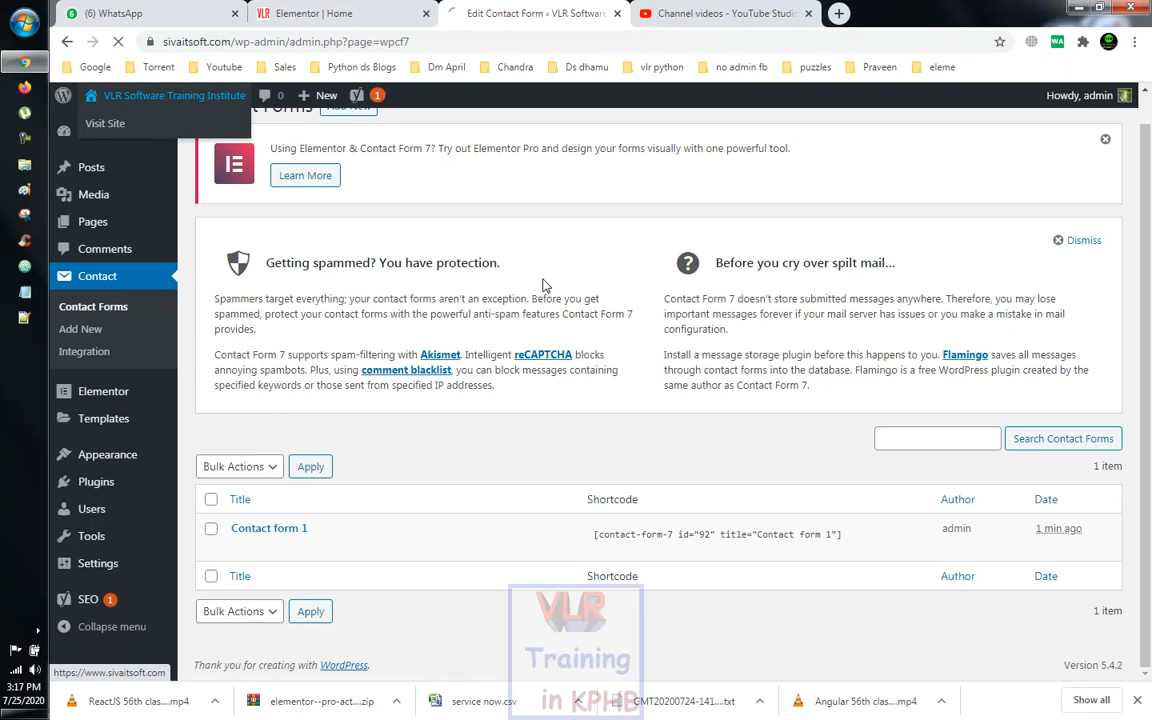 (6) WhatsApp
Elementor | Home
Edit Contact Form ‹ VLR Software
Channel videos - YouTube Studio
sivaitsoft.com/wp-admin/admin.php?page=wpcf7
Google
Torrent
Youtube
Sales
Python ds Blogs
Dm April
Chandra
Ds dhamu
vlr python
no admin fb
puzzles
Praveen
eleme
VLR Software Training Institute
0
New
1
Howdy, admin
Visit Site
Add New
Using Elementor & Contact Form 7? Try out Elementor Pro and design your forms visually with one powerful tool.
Learn More
Posts
Media
Pages
Comments
Contact
Contact Forms
Add New
Integration
Elementor
Templates
Appearance
Plugins
Users
Tools
Settings
SEO 1
Collapse menu
Dismiss
Getting spammed? You have protection.
Spammers target everything; your contact forms aren't an exception. Before you get
spammed, protect your contact forms with the powerful anti-spam features Contact Form 7
provides.
Contact Form 7 supports spam-filtering with Akismet. Intelligent reCAPTCHA blocks
annoying spambots. Plus, using comment blacklist, you can block messages containing
specified keywords or those sent from specified IP addresses.
Before you cry over spilt mail…
Contact Form 7 doesn't store submitted messages anywhere. Therefore, you may lose
important messages forever if your mail server has issues or you make a mistake in mail
configuration.
Install a message storage plugin before this happens to you. Flamingo saves all messages
through contact forms into the database. Flamingo is a free WordPress plugin created by the
same author as Contact Form 7.
Search Contact Forms
Bulk Actions
Apply
1 item
Title
Shortcode
Author
Date
Contact form 1
[contact-form-7 id="92" title="Contact form 1"]
admin
1 min ago
Title
Shortcode
Author
Date
Bulk Actions
Apply
1 item
VLR
Training
in KPHB
Thank you for creating with WordPress.
Version 5.4.2
https://www.sivaitsoft.com
3:17 PM
7/25/2020
ReactJS 56th clas....mp4
elementor--pro-act....zip
service now.csv
GMT20200724-141....txt
Angular 56th clas....mp4
Show all